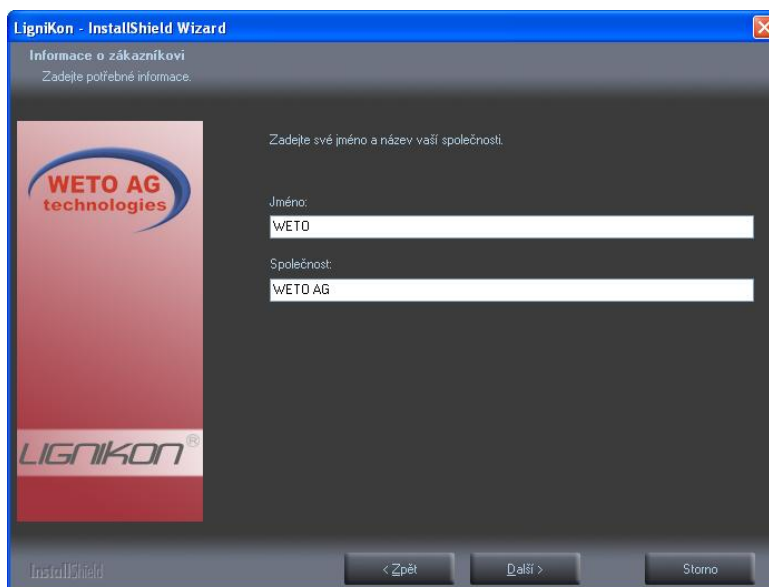 LigniKon - InstallShield Wizard
Informace o zákazníkovi
Zadejte potřebné informace.
WETO AG
technologies
Zadejte své jméno a název vaší společnosti.
Jméno:
WETO
Společnost:
WETO AG
LIGNIKON®
InstallShield
< Zpět
Další >
Storno